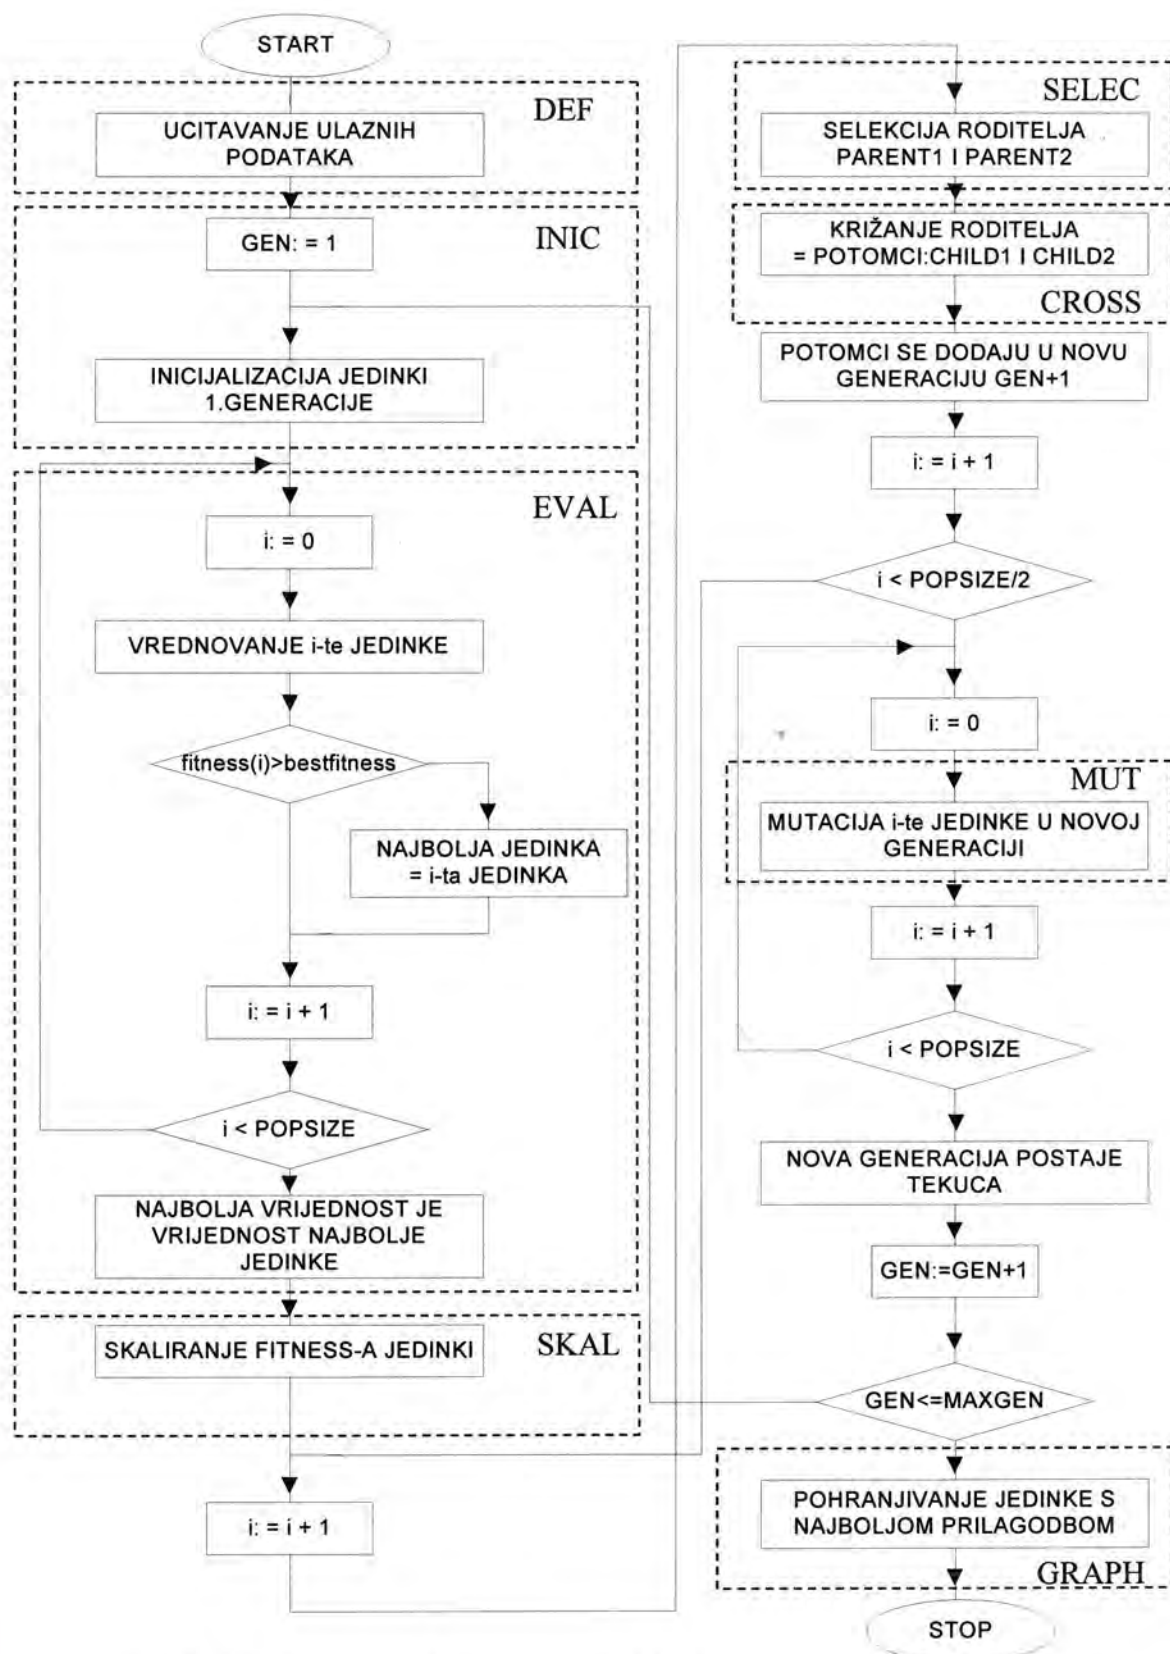 START
DEF
UCITAVANJE ULAZNIH
PODATAKA
INIC
GEN: = 1
INICIJALIZACIJA JEDINKI
1.GENERACIJE
EVAL
i: = 0
VREDNOVANJE i-te JEDINKE
fitness(i)>bestfitness
NAJBOLJA JEDINKA
= i-ta JEDINKA
i: = i + 1
i < POPSIZE
NAJBOLJA VRIJEDNOST JE
VRIJEDNOST NAJBOLJE
JEDINKE
SKALIRANJE FITNESS-A JEDINKI
SKAL
i: = i + 1
SELEC
SELEKCIJA RODITELJA
PARENT1 I PARENT2
KRIŽANJE RODITELJA
= POTOMCI:CHILD1 I CHILD2
CROSS
POTOMCI SE DODAJU U NOVU
GENERACIJU GEN+1
i: = i + 1
i < POPSIZE/2
i: = 0
MUT
MUTACIJA i-te JEDINKE U NOVOJ
GENERACIJI
i: = i + 1
i < POPSIZE
NOVA GENERACIJA POSTAJE
TEKUCA
GEN:=GEN+1
GEN<=MAXGEN
POHRANJIVANJE JEDINKE S
NAJBOLJOM PRILAGODBOM
GRAPH
STOP